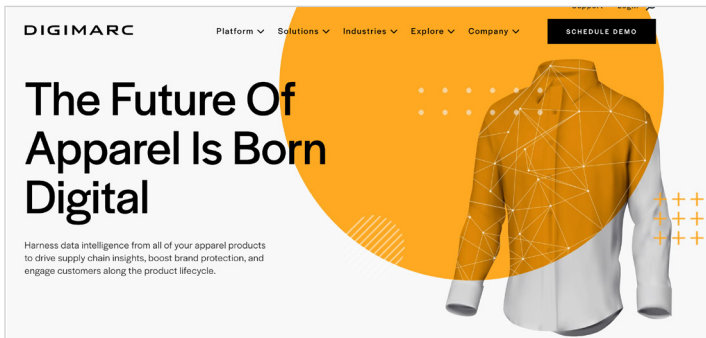 Support Login
DIGIMARC
Platform Solutions Industries Explore Company
SCHEDULE DEMO
The Future Of
Apparel Is Born
Digital
Harness data intelligence from all of your apparel products
to drive supply chain insights, boost brand protection, and
engage customers along the product lifecycle.